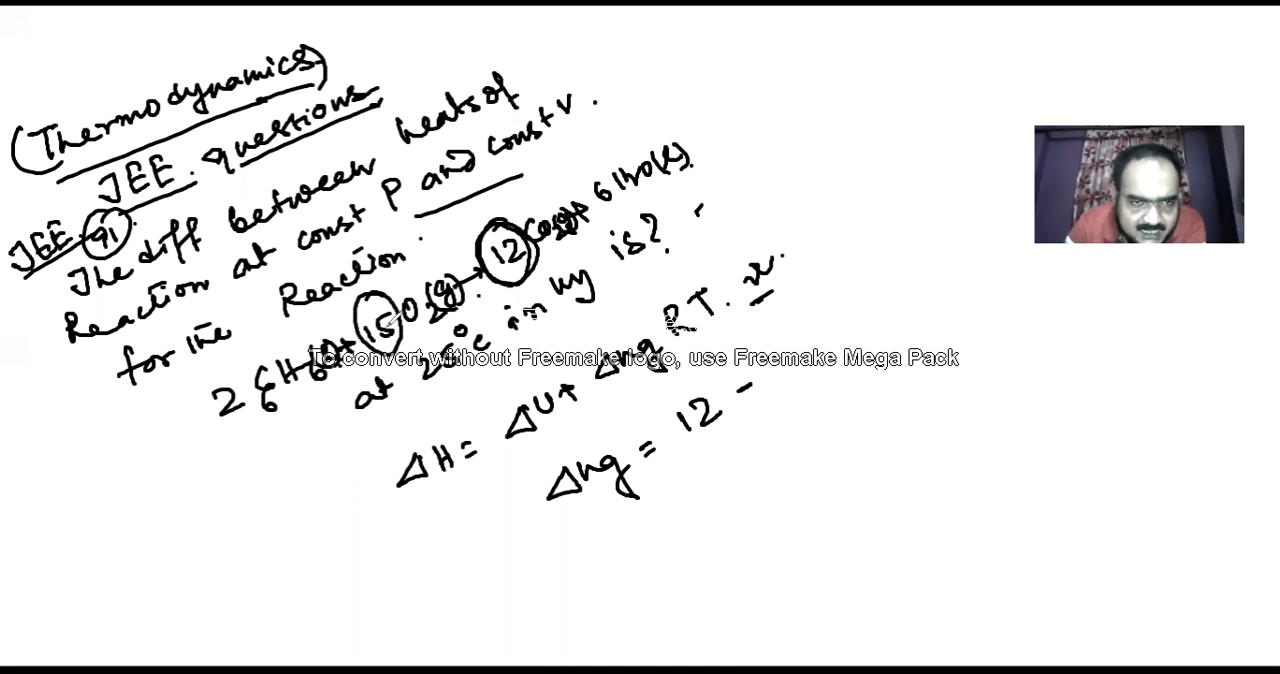 (Thermodynamics)
JEE. questions
JEE-91
The diff between heats of
Reaction at const P and const V.
for the Reaction.
2 C6H6(l) + 15 O2(g). → 12 CO2(g) + 6 H2O(l).
at 25°C in KJ is?
ΔH = ΔU + Δng RT.
Δng = 12 -
To convert without Freemake logo, use Freemake Mega Pack